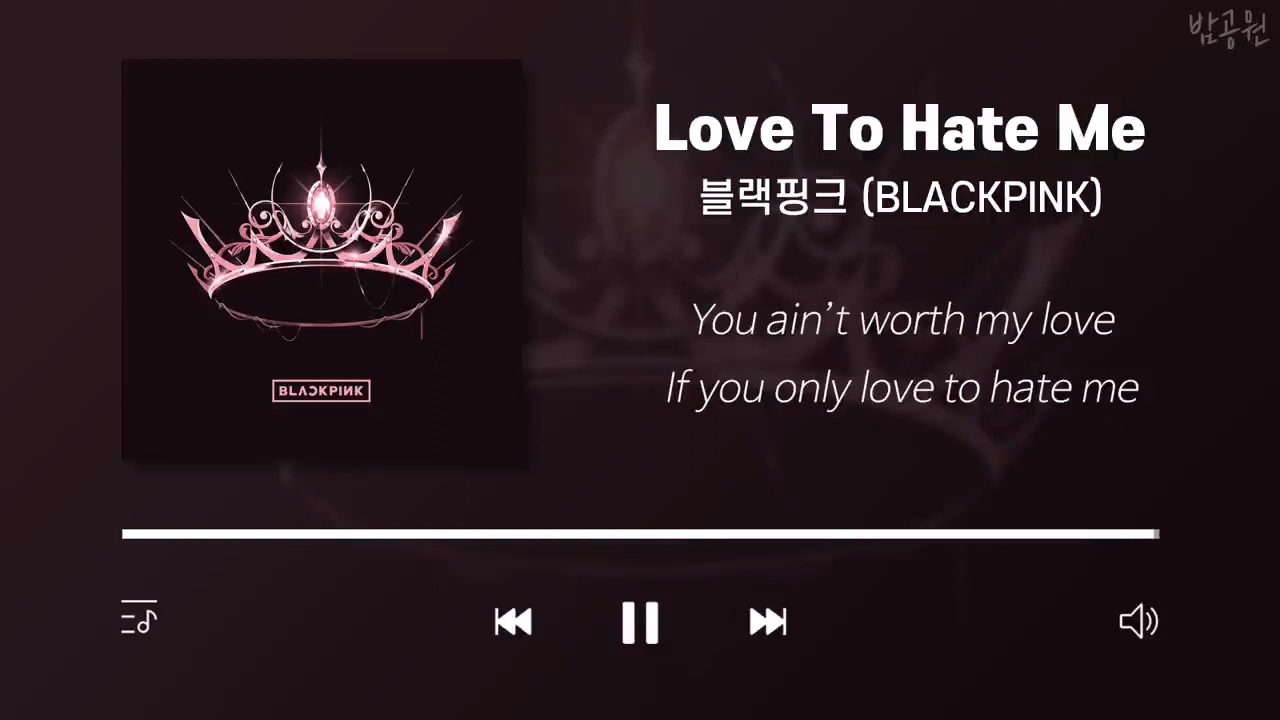 밤공원
Love To Hate Me
블랙핑크 (BLACKPINK)
You ain’t worth my love
If you only love to hate me
BLACKPINK